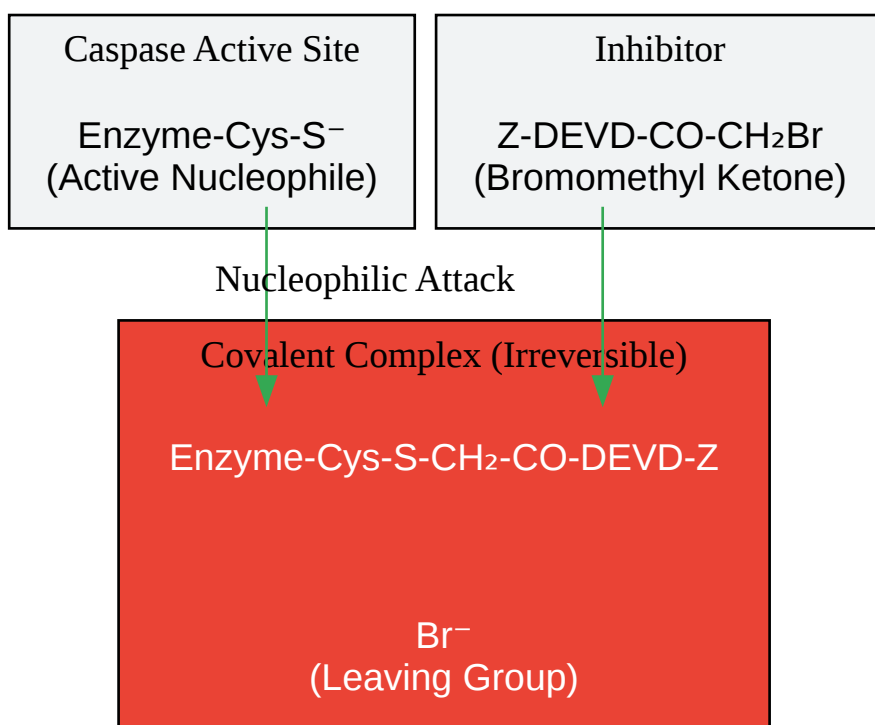 Caspase Active Site
Enzyme-Cys-S⁻
(Active Nucleophile)
Inhibitor
Z-DEVD-CO-CH₂Br
(Bromomethyl Ketone)
Nucleophilic Attack
Covalent Complex (Irreversible)
Enzyme-Cys-S-CH₂-CO-DEVD-Z
Br⁻
(Leaving Group)